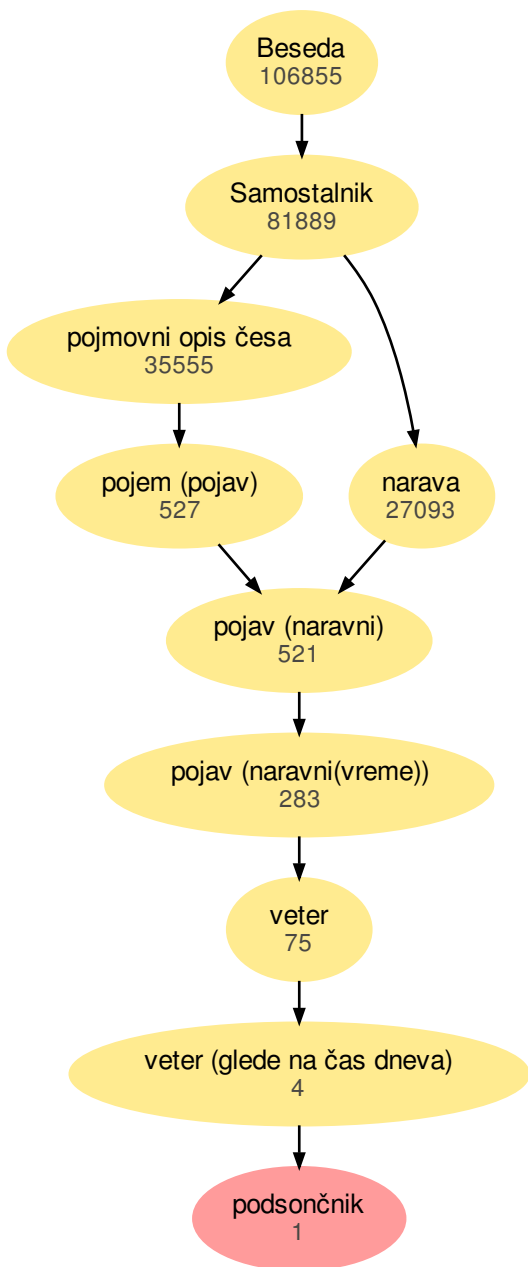 Beseda
106855
Samostalnik
81889
pojmovni opis česa
35555
pojem (pojav)
527
narava
27093
pojav (naravni)
521
pojav (naravni(vreme))
283
veter
75
veter (glede na čas dneva)
4
podsončnik
1